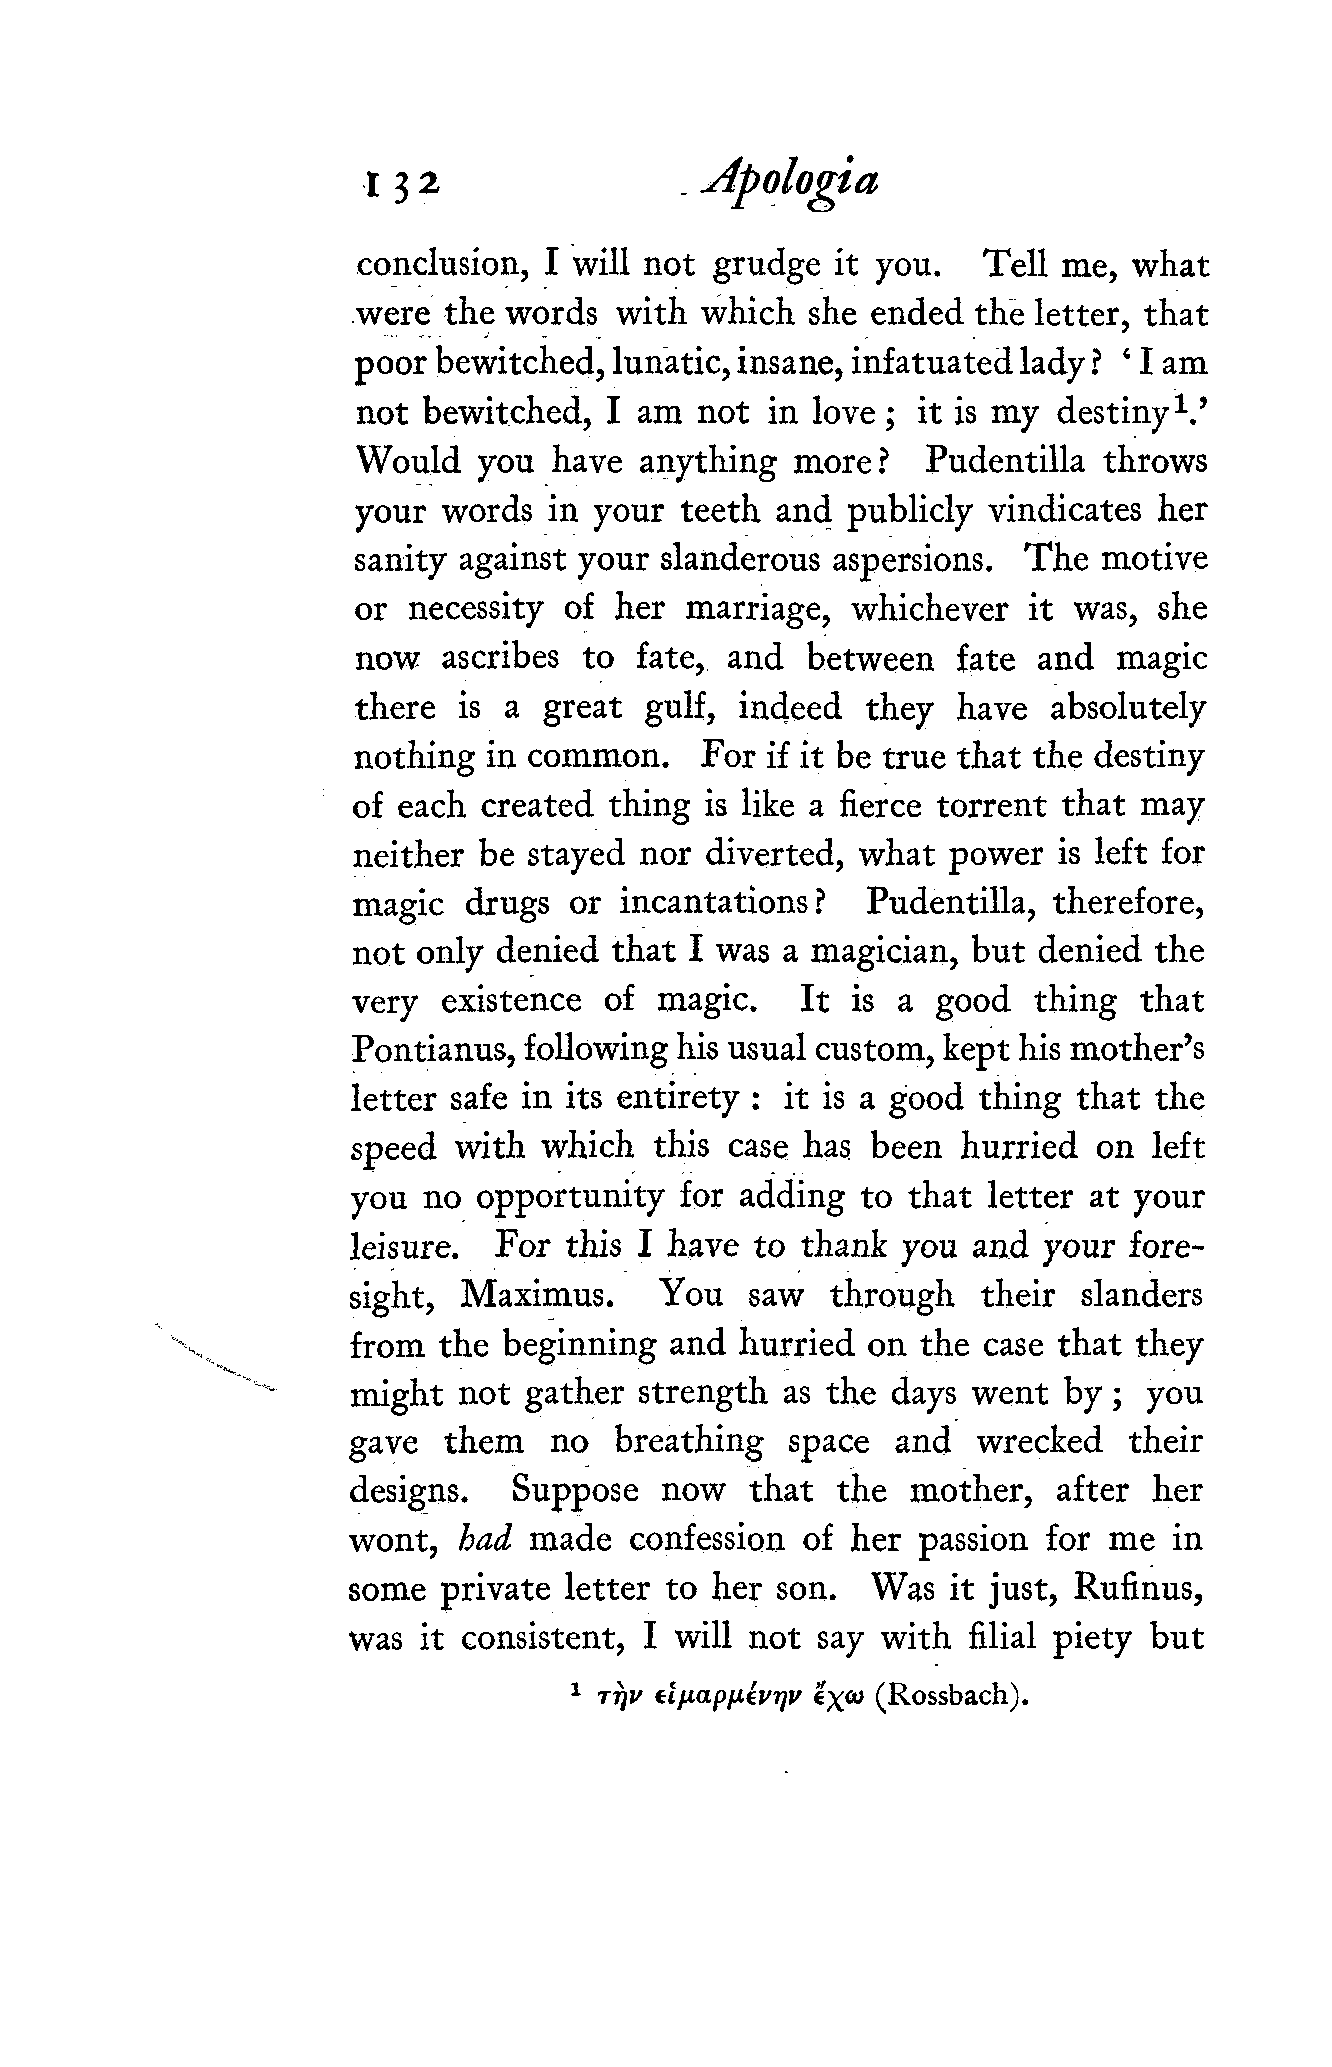 132 Apologia
conclusion, I will not grudge it you. Tell me, what
were the words with which she ended the letter, that
poor bewitched, lunatic, insane, infatuated lady? ‘I am
not bewitched, I am not in love; it is my destiny¹.’
Would you have anything more? Pudentilla throws
your words in your teeth and publicly vindicates her
sanity against your slanderous aspersions. The motive
or necessity of her marriage, whichever it was, she
now ascribes to fate, and between fate and magic
there is a great gulf, indeed they have absolutely
nothing in common. For if it be true that the destiny
of each created thing is like a fierce torrent that may
neither be stayed nor diverted, what power is left for
magic drugs or incantations? Pudentilla, therefore,
not only denied that I was a magician, but denied the
very existence of magic. It is a good thing that
Pontianus, following his usual custom, kept his mother’s
letter safe in its entirety: it is a good thing that the
speed with which this case has been hurried on left
you no opportunity for adding to that letter at your
leisure. For this I have to thank you and your fore-
sight, Maximus. You saw through their slanders
from the beginning and hurried on the case that they
might not gather strength as the days went by; you
gave them no breathing space and wrecked their
designs. Suppose now that the mother, after her
wont, had made confession of her passion for me in
some private letter to her son. Was it just, Rufinus,
was it consistent, I will not say with filial piety but
¹ τὴν εἱμαρμένην ἔχω (Rossbach).